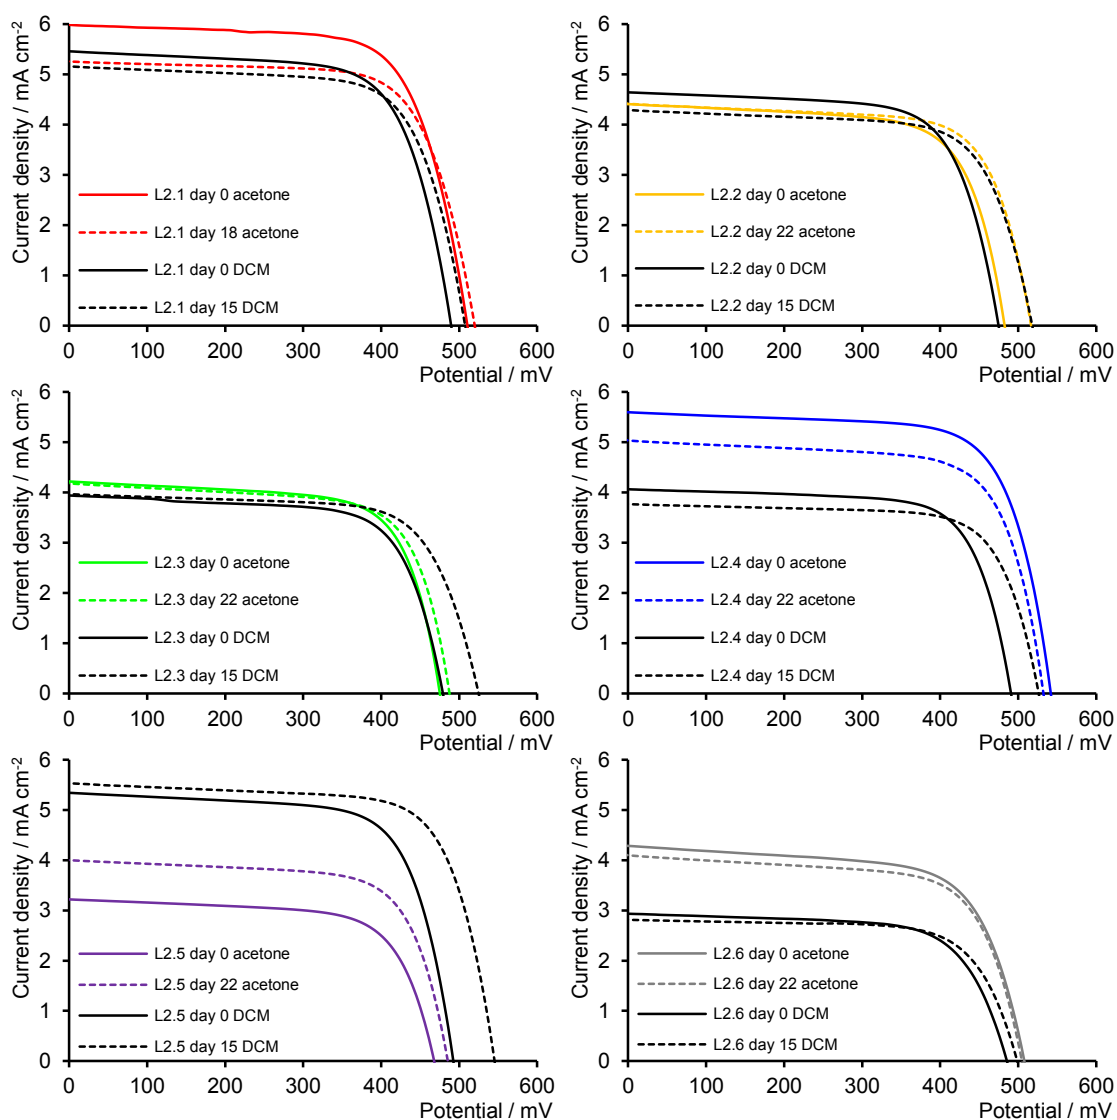 Current density / mA cm-2
6
5
4
3
2
1
0
L2.1 day 0 acetone
L2.1 day 18 acetone
L2.1 day 0 DCM
L2.1 day 15 DCM
0 100 200 300 400 500 600
Potential / mV
Current density / mA cm-2
6
5
4
3
2
1
0
L2.2 day 0 acetone
L2.2 day 22 acetone
L2.2 day 0 DCM
L2.2 day 15 DCM
0 100 200 300 400 500 600
Potential / mV
Current density / mA cm-2
6
5
4
3
2
1
0
L2.3 day 0 acetone
L2.3 day 22 acetone
L2.3 day 0 DCM
L2.3 day 15 DCM
0 100 200 300 400 500 600
Potential / mV
Current density / mA cm-2
6
5
4
3
2
1
0
L2.4 day 0 acetone
L2.4 day 22 acetone
L2.4 day 0 DCM
L2.4 day 15 DCM
0 100 200 300 400 500 600
Potential / mV
Current density / mA cm-2
6
5
4
3
2
1
0
L2.5 day 0 acetone
L2.5 day 22 acetone
L2.5 day 0 DCM
L2.5 day 15 DCM
0 100 200 300 400 500 600
Potential / mV
Current density / mA cm-2
6
5
4
3
2
1
0
L2.6 day 0 acetone
L2.6 day 22 acetone
L2.6 day 0 DCM
L2.6 day 15 DCM
0 100 200 300 400 500 600
Potential / mV